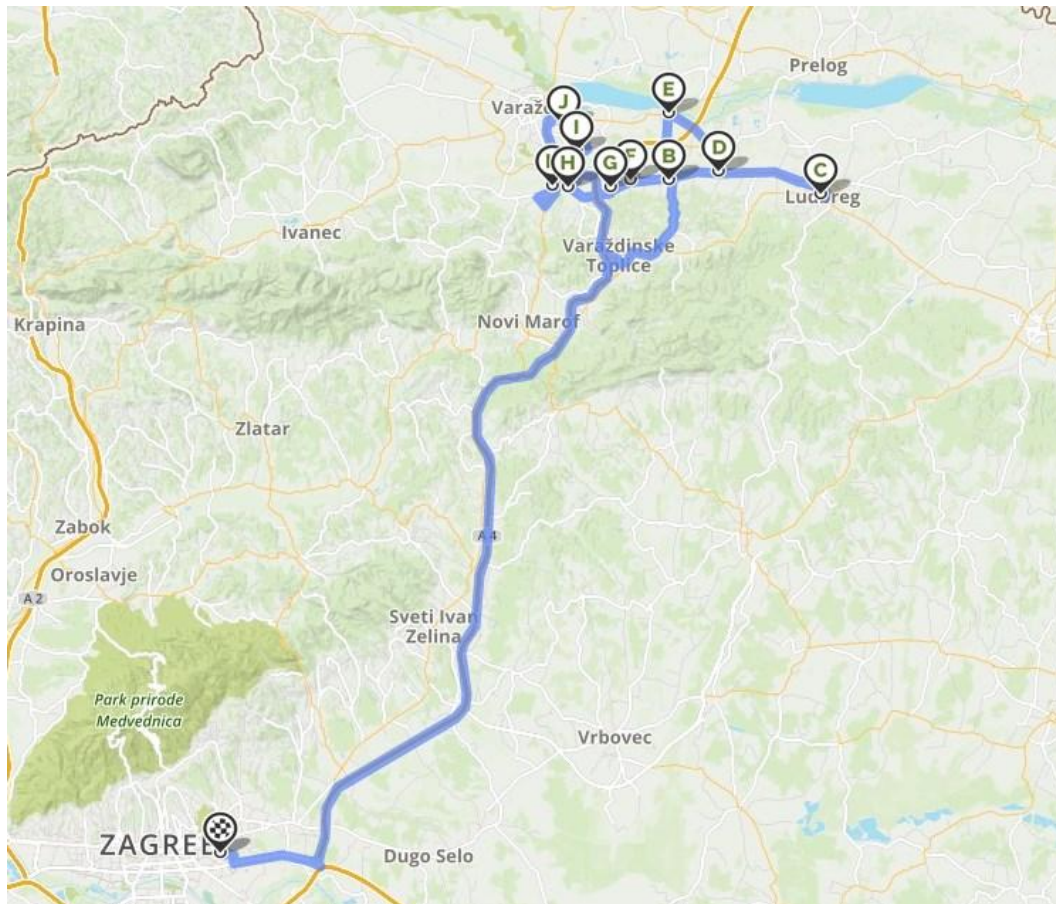 Prelog
E
J
Varaž
I
D
F
B
H
G
C
Ludbreg
Ivanec
Varaždinske
Toplice
Novi Marof
Krapina
Zlatar
A 4
Zabok
Oroslavje
A 2
Sveti Ivan
Zelina
Park prirode
Medvednica
Vrbovec
ZAGREB
Dugo Selo